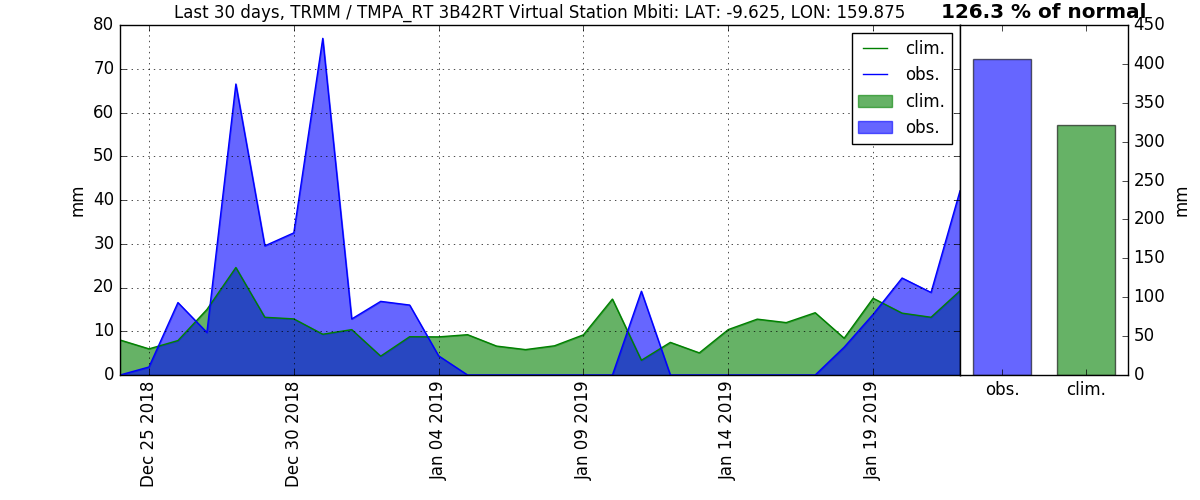 Last 30 days, TRMM / TMPA_RT 3B42RT Virtual Station Mbiti: LAT: -9.625, LON: 159.875
126.3 % of normal
80
70
60
50
40
30
20
10
0
mm
clim.
obs.
clim.
obs.
Dec 25 2018
Dec 30 2018
Jan 04 2019
Jan 09 2019
Jan 14 2019
Jan 19 2019
450
400
350
300
250
200
150
100
50
0
mm
obs.
clim.